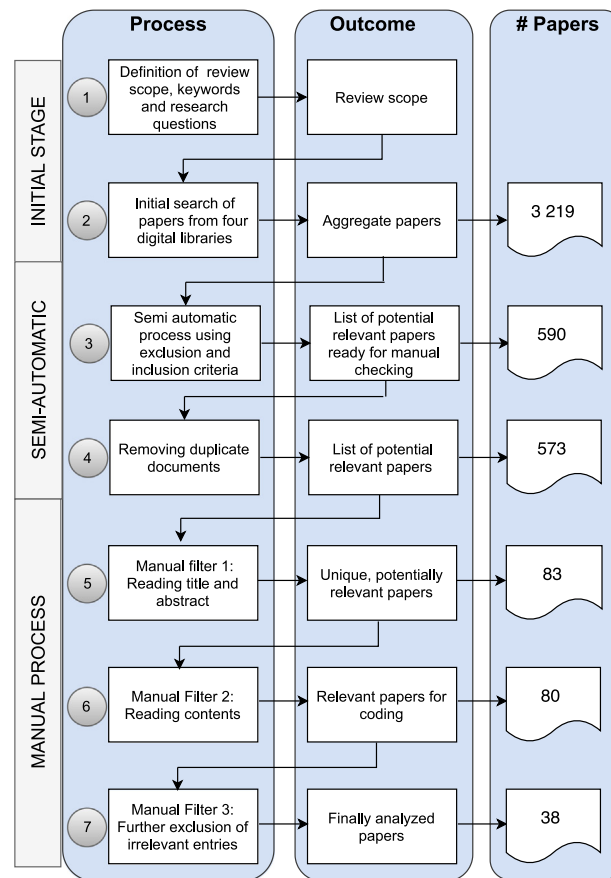 Process
Outcome
# Papers
INITIAL STAGE
1
Definition of review
scope, keywords
and research
questions
Review scope
2
Initial search of
papers from four
digital libraries
Aggregate papers
3 219
SEMI-AUTOMATIC
3
Semi automatic
process using
exclusion and
inclusion criteria
List of potential
relevant papers
ready for manual
checking
590
4
Removing duplicate
documents
List of potential
relevant papers
573
MANUAL PROCESS
5
Manual filter 1:
Reading title and
abstract
Unique, potentially
relevant papers
83
6
Manual Filter 2:
Reading contents
Relevant papers for
coding
80
7
Manual Filter 3:
Further exclusion of
irrelevant entries
Finally analyzed
papers
38